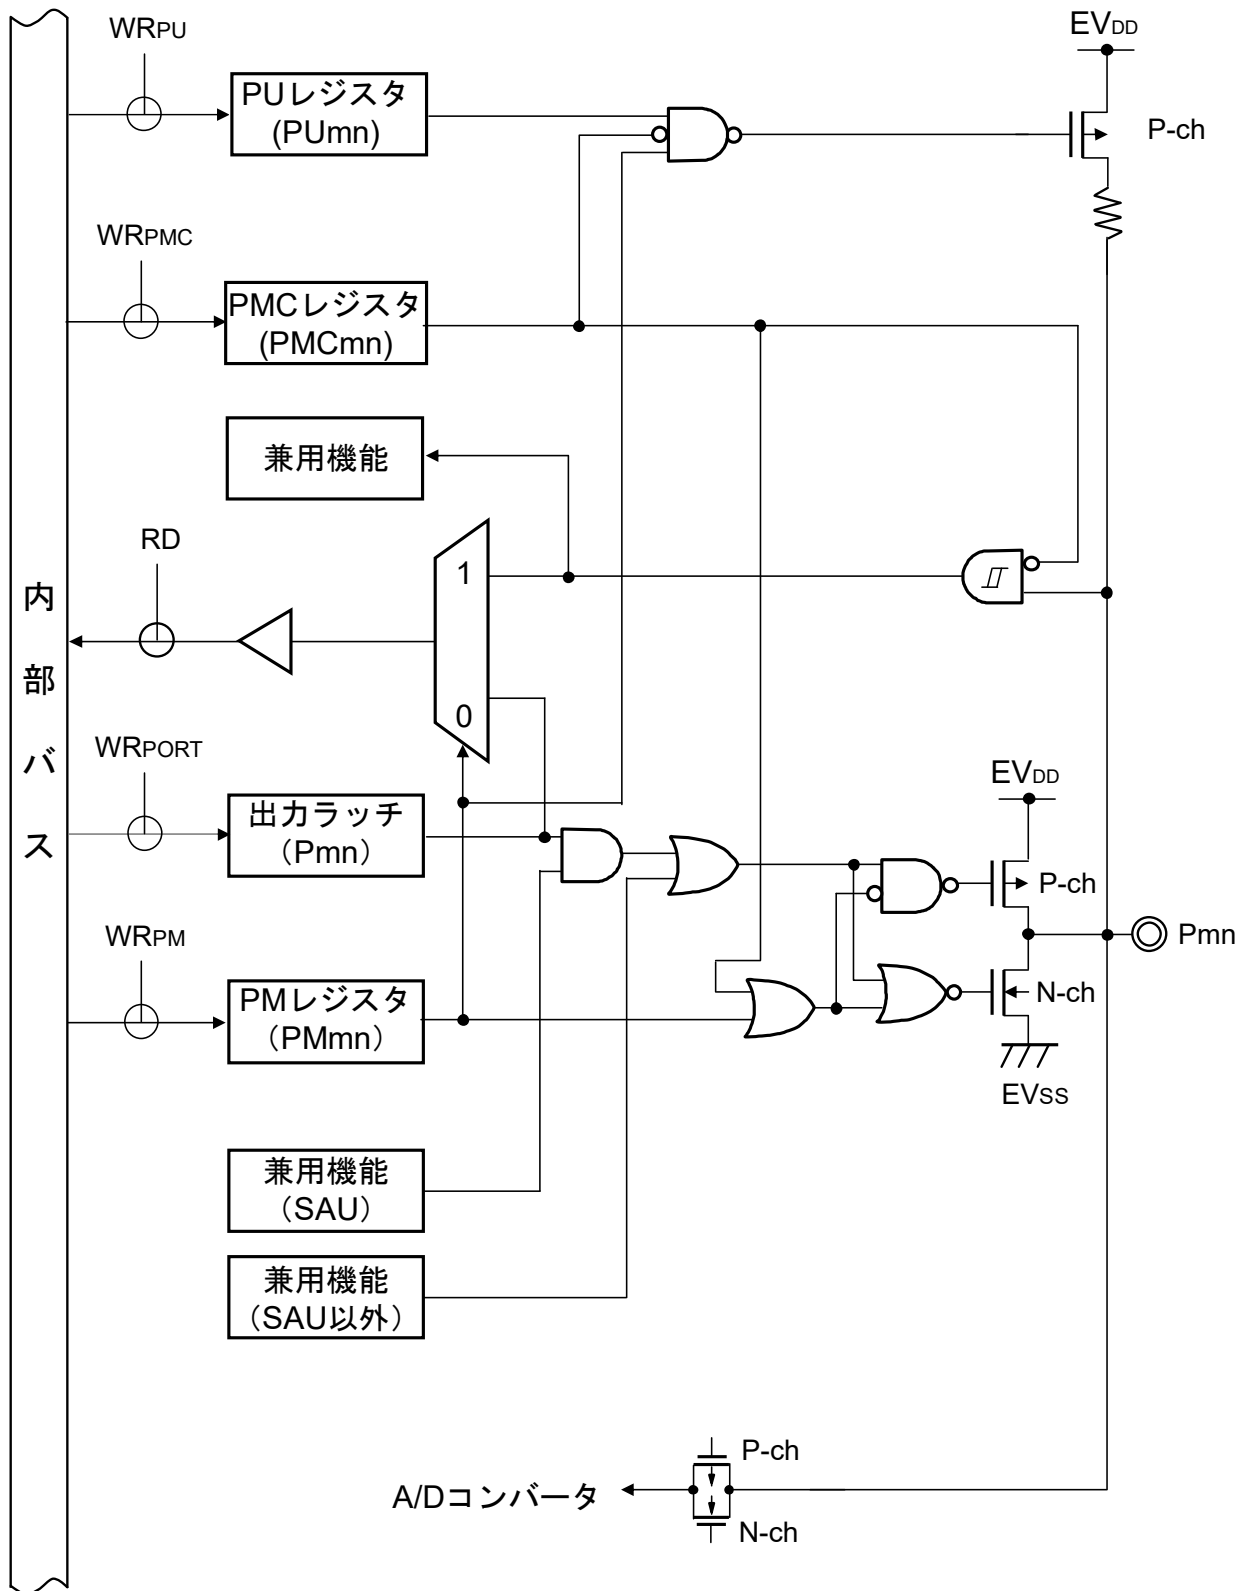 WRPU
EVDD
PUレジスタ
(PUmn)
P-ch
WRPMC
PMCレジスタ
(PMCmn)
兼用機能
RD
1
0
内部バス
WRPORT
出力ラッチ
（Pmn）
EVDD
P-ch
Pmn
N-ch
EVSS
WRPM
PMレジスタ
（PMmn）
兼用機能
（SAU）
兼用機能
（SAU以外）
P-ch
A/Dコンバータ
N-ch